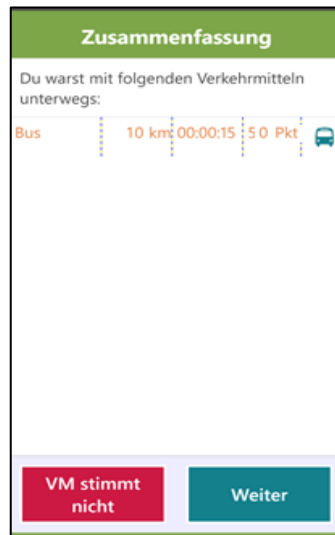 Zusammenfassung
Du warst mit folgenden Verkehrmitteln
unterwegs:
Bus 10 km 00:00:15 50 Pkt
VM stimmt
nicht
Weiter